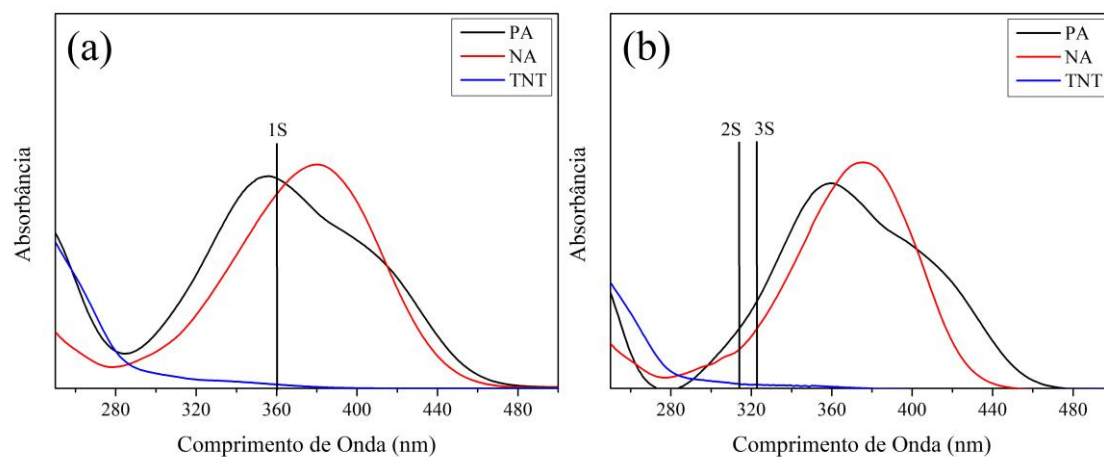 (a)
PA
NA
TNT
1S
Absorbância
280 320 360 400 440 480
Comprimento de Onda (nm)
(b)
PA
NA
TNT
2S 3S
Absorbância
280 320 360 400 440 480
Comprimento de Onda (nm)